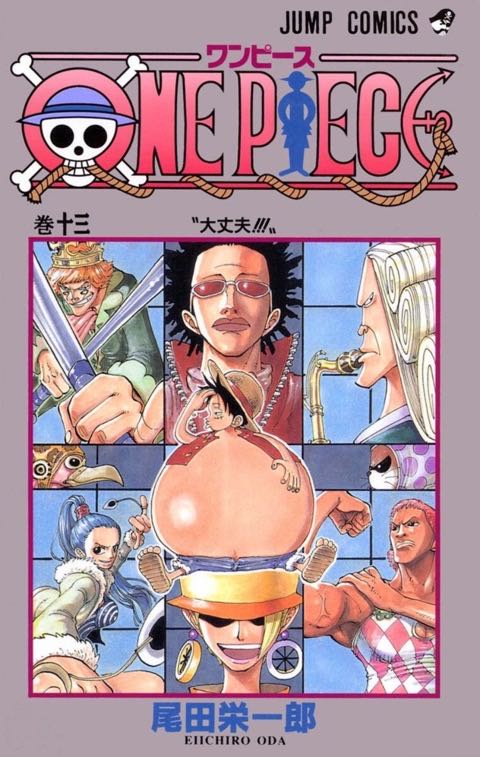 JUMP COMICS
ワンピース
ONE PIECE
巻十三
〝大丈夫!!!〟
尾田栄一郎
EIICHIRO ODA